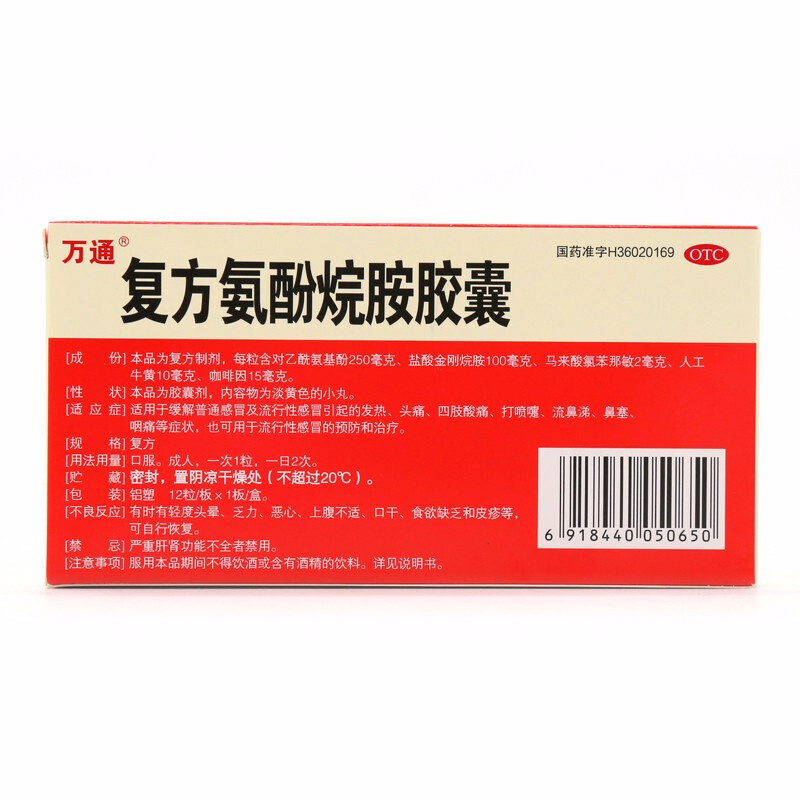 万通®
国药准字H36020169 OTC
复方氨酚烷胺胶囊
[成 份] 本品为复方制剂，每粒含对乙酰氨基酚250毫克、盐酸金刚烷胺100毫克、马来酸氯苯那敏2毫克、人工
牛黄10毫克、咖啡因15毫克。
[性 状] 本品为胶囊剂，内容物为淡黄色的小丸。
[适 应 症] 适用于缓解普通感冒及流行性感冒引起的发热、头痛、四肢酸痛、打喷嚏、流鼻涕、鼻塞、
咽痛等症状，也可用于流行性感冒的预防和治疗。
[规 格] 复方
[用法用量] 口服。成人，一次1粒，一日2次。
[贮 藏] 密封，置阴凉干燥处（不超过20℃）。
[包 装] 铝塑 12粒/板×1板/盒。
[不良反应] 有时有轻度头晕、乏力、恶心、上腹不适、口干、食欲缺乏和皮疹等，
可自行恢复。
[禁 忌] 严重肝肾功能不全者禁用。
[注意事项] 服用本品期间不得饮酒或含有酒精的饮料。详见说明书。
6 918440 050650